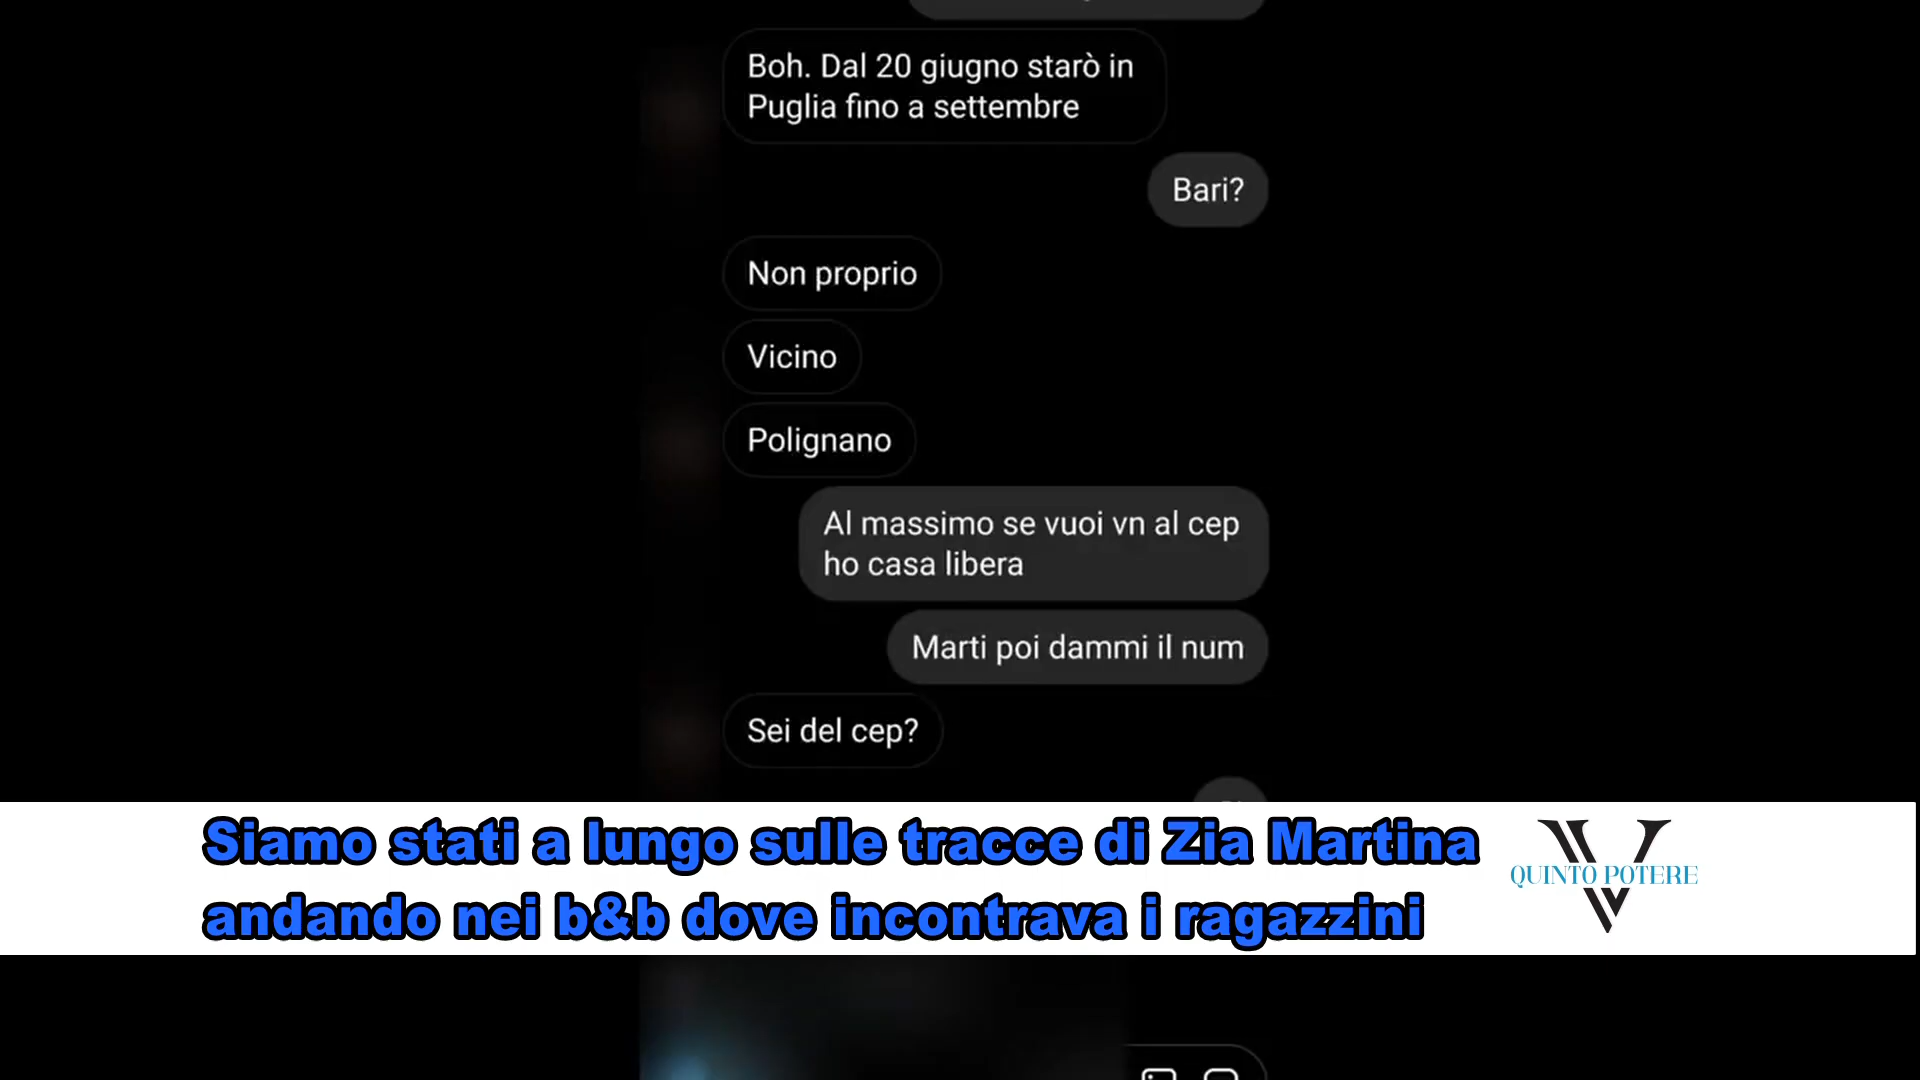 Boh. Dal 20 giugno starò in
Puglia fino a settembre
Bari?
Non proprio
Vicino
Polignano
Al massimo se vuoi vn al cep
ho casa libera
Marti poi dammi il num
Sei del cep?
Siamo stati a lungo sulle tracce di Zia Martina
andando nei b&b dove incontrava i ragazzini
QUINTO POTERE